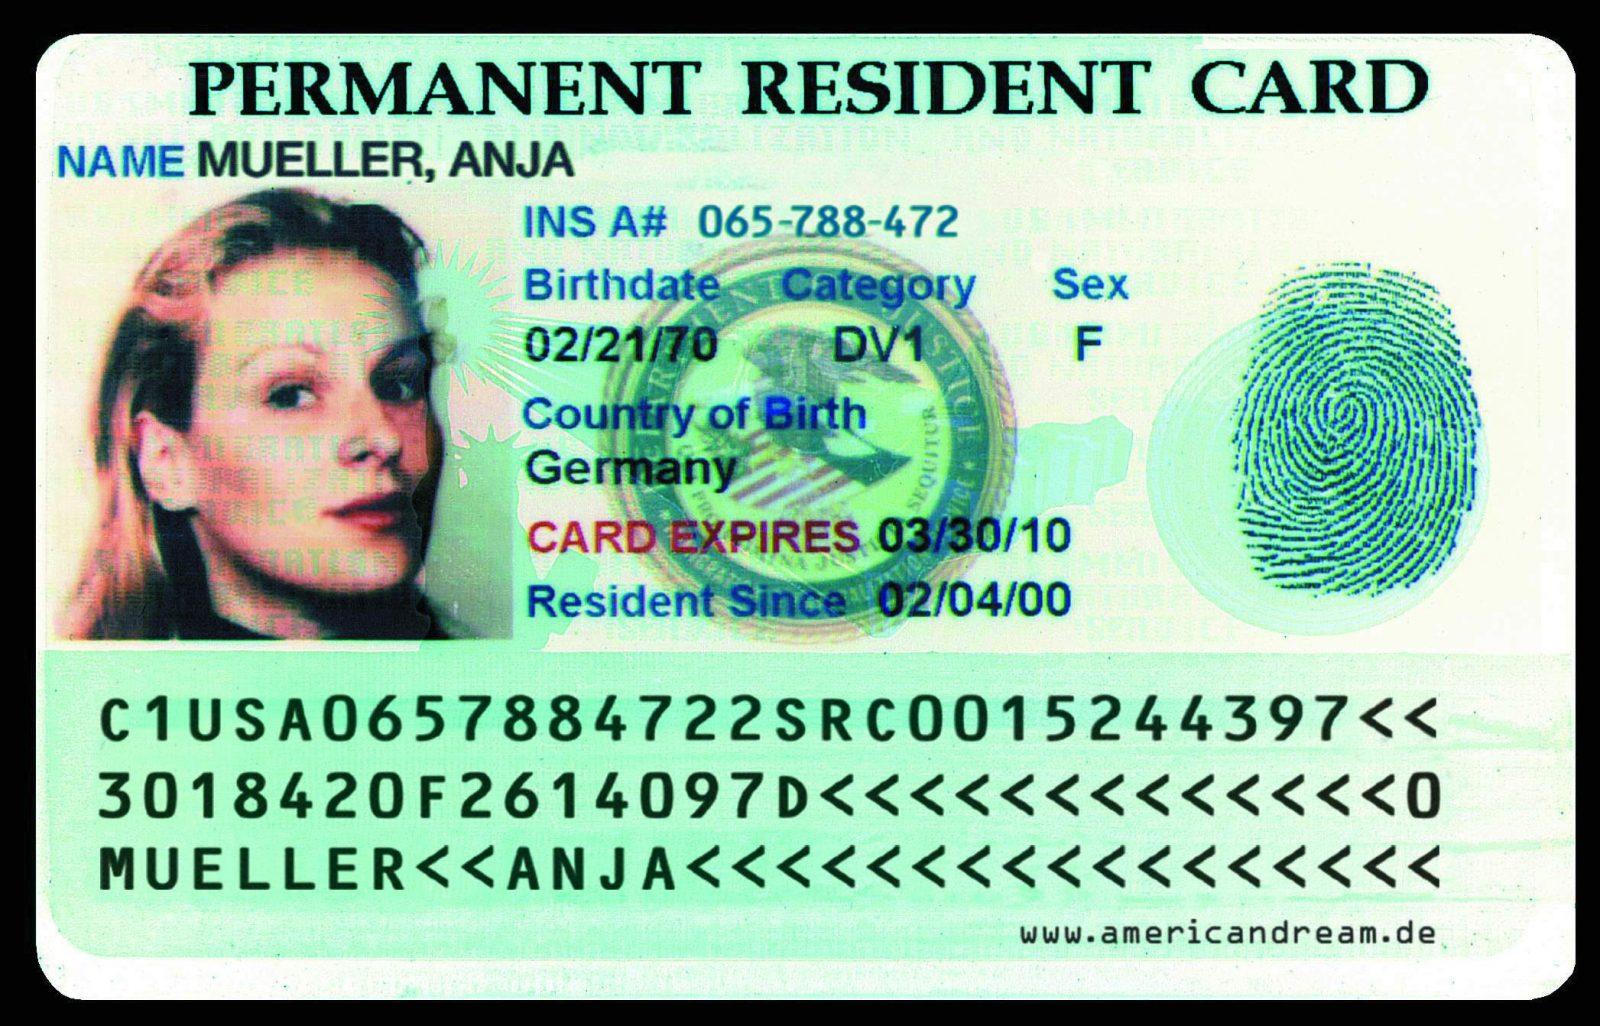 PERMANENT RESIDENT CARD
NAME MUELLER, ANJA
INS A# 065-788-472
Birthdate Category Sex
02/21/70 DV1 F
Country of Birth
Germany
CARD EXPIRES 03/30/10
Resident Since 02/04/00
C1USA0657884722SRC0015244397<<
3018420F2614097D<<<<<<<<<<<<<0
MUELLER<<ANJA<<<<<<<<<<<<<<<<<
www.americandream.de